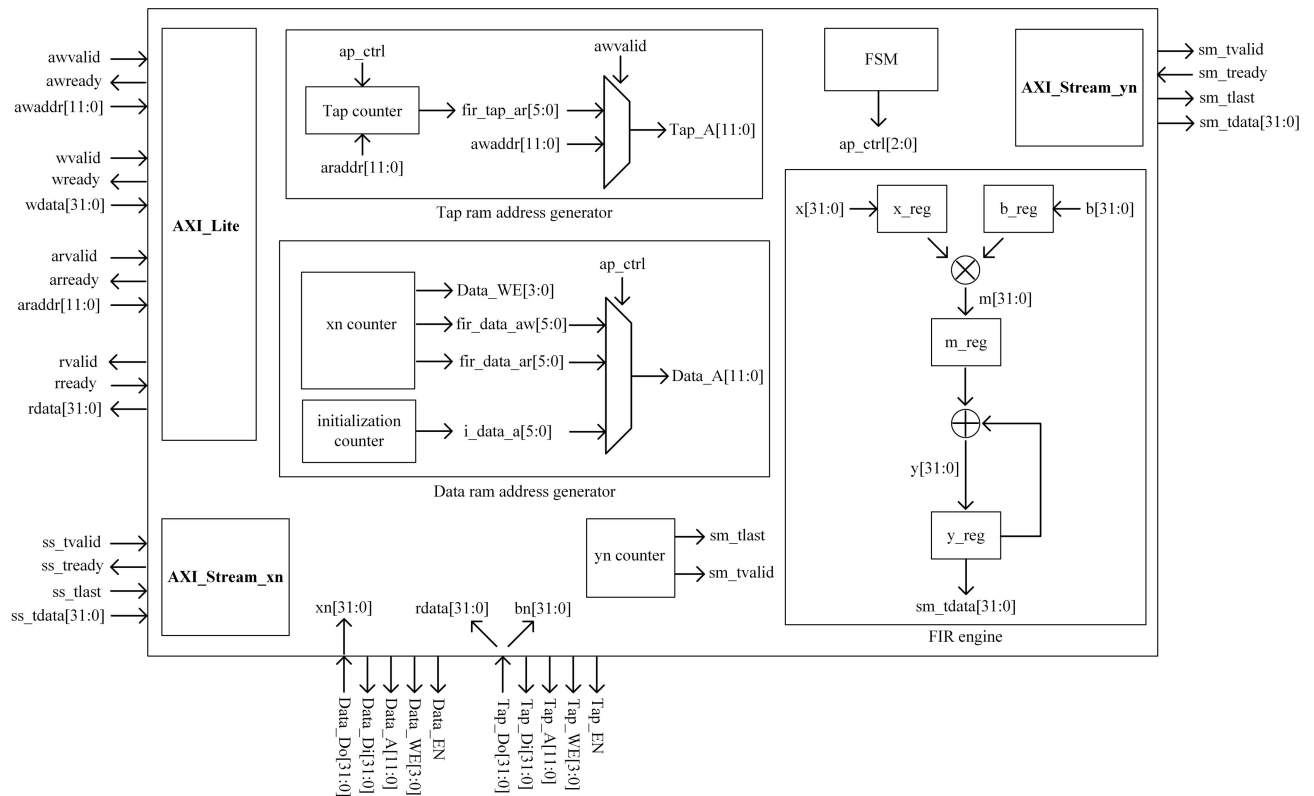 awvalid
awready
awaddr[11:0]
wvalid
wready
wdata[31:0]
arvalid
arready
araddr[11:0]
rvalid
rready
rdata[31:0]
AXI_Lite
ap_ctrl
Tap counter
araddr[11:0]
fir_tap_ar[5:0]
awaddr[11:0]
awvalid
Tap_A[11:0]
Tap ram address generator
FSM
ap_ctrl[2:0]
AXI_Stream_yn
sm_tvalid
sm_tready
sm_tlast
sm_tdata[31:0]
xn counter
Data_WE[3:0]
fir_data_aw[5:0]
fir_data_ar[5:0]
initialization
counter
i_data_a[5:0]
ap_ctrl
Data_A[11:0]
Data ram address generator
x[31:0]
x_reg
b_reg
b[31:0]
m[31:0]
m_reg
y[31:0]
y_reg
sm_tdata[31:0]
FIR engine
ss_tvalid
ss_tready
ss_tlast
ss_tdata[31:0]
AXI_Stream_xn
yn counter
sm_tlast
sm_tvalid
xn[31:0]
rdata[31:0]
bn[31:0]
Data_Do[31:0]
Data_Di[31:0]
Data_A[11:0]
Data_WE[3:0]
Data_EN
Tap_Do[31:0]
Tap_Di[31:0]
Tap_A[11:0]
Tap_WE[3:0]
Tap_EN